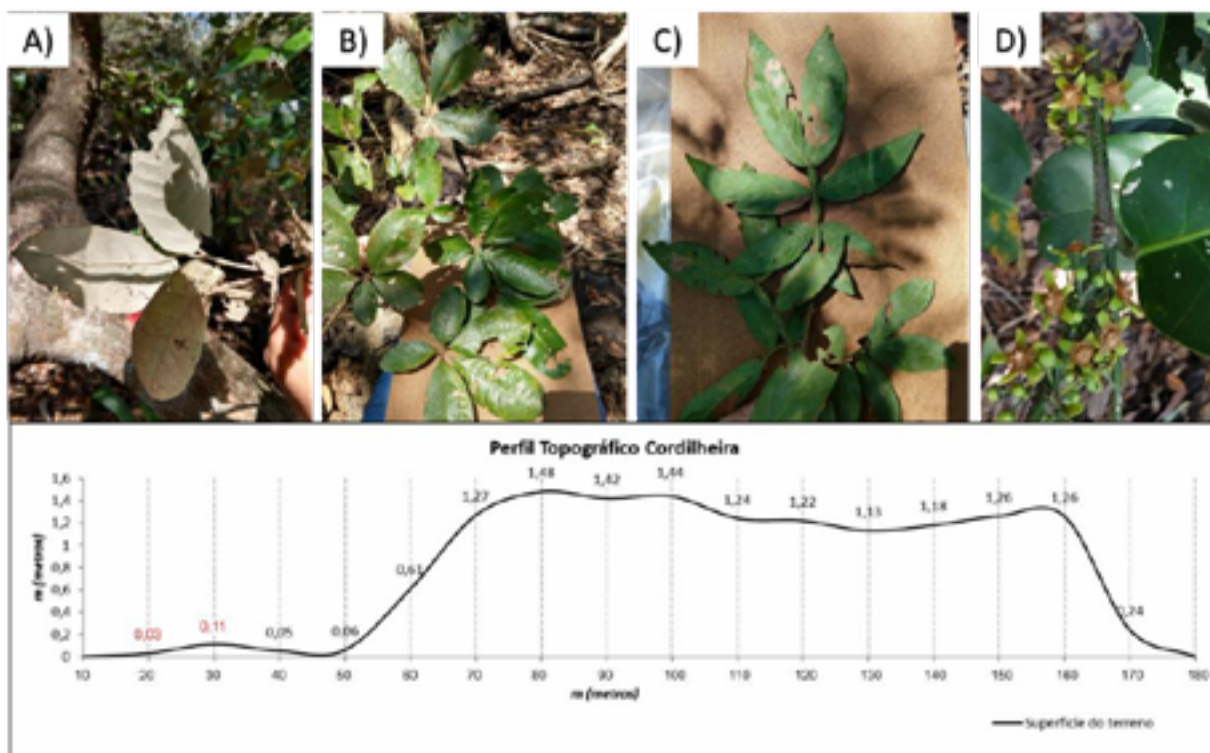 A)
B)
C)
D)
Perfil Topográfico Cordilheira
m (metros)
1,6
1,4
1,2
1
0,8
0,6
0,4
0,2
0
0,03
0,11
0,05
0,06
0,61
1,27
1,48
1,42
1,44
1,24
1,22
1,13
1,18
1,26
1,26
0,24
10 20 30 40 50 60 70 80 90 100 110 120 130 140 150 160 170 180
m (metros)
Superfície do terreno